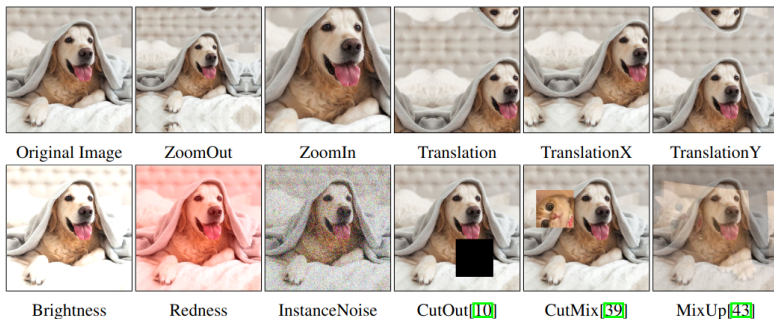 Original Image ZoomOut ZoomIn Translation TranslationX TranslationY
Brightness Redness InstanceNoise CutOut[10] CutMix[39] MixUp[43]